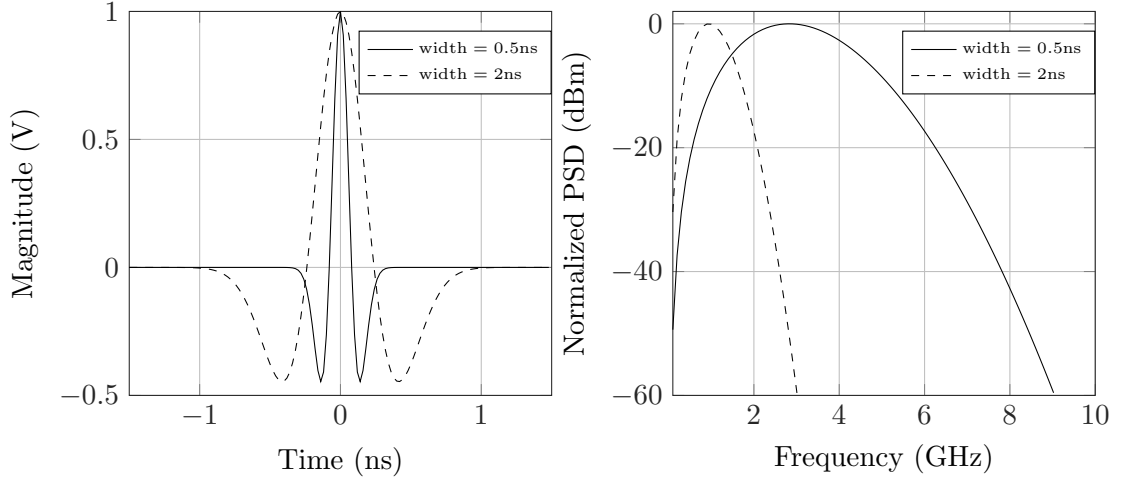 1
0.5
0
−0.5
Magnitude (V)
−1
0
1
Time (ns)
width = 0.5ns
width = 2ns
0
−20
−40
−60
Normalized PSD (dBm)
2
4
6
8
10
Frequency (GHz)
width = 0.5ns
width = 2ns